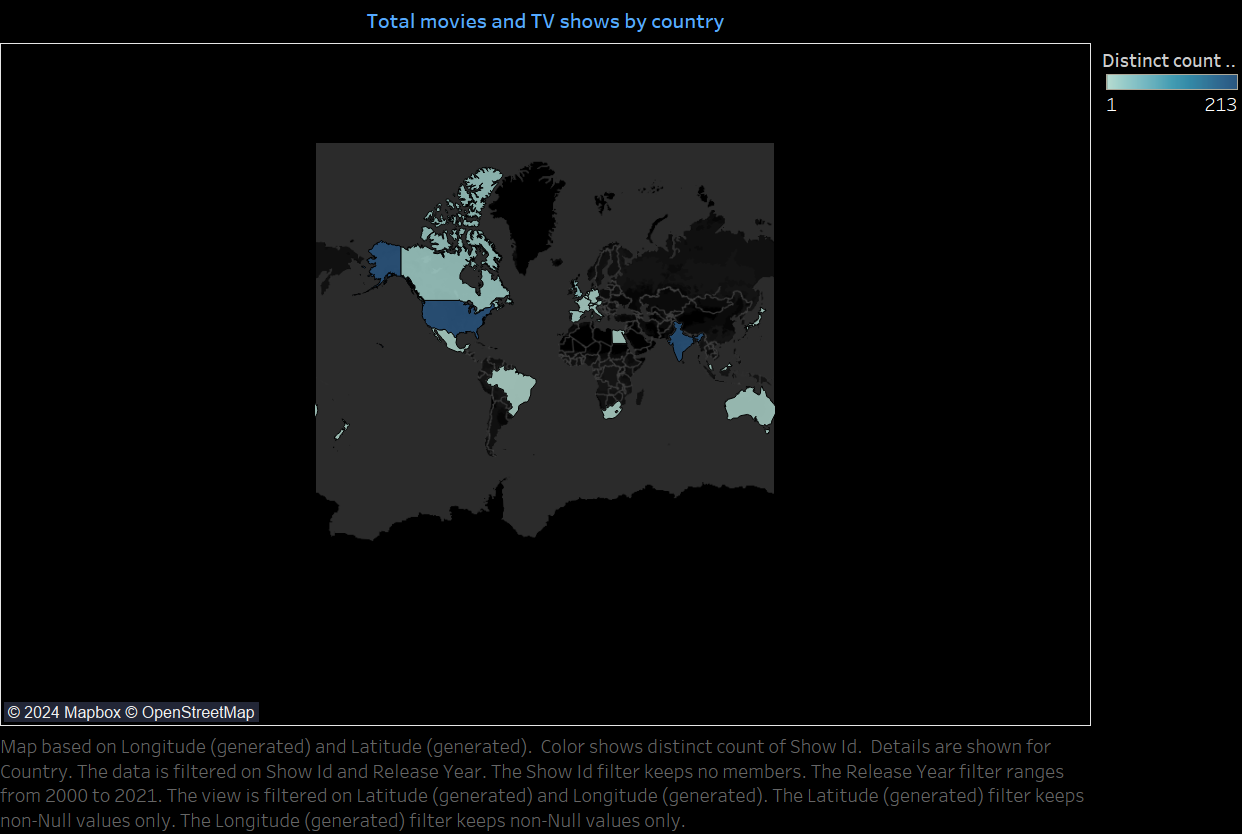 Total movies and TV shows by country
Distinct count ..
1 213
© 2024 Mapbox © OpenStreetMap
Map based on Longitude (generated) and Latitude (generated).  Color shows distinct count of Show Id.  Details are shown for
Country. The data is filtered on Show Id and Release Year. The Show Id filter keeps no members. The Release Year filter ranges
from 2000 to 2021. The view is filtered on Latitude (generated) and Longitude (generated). The Latitude (generated) filter keeps
non-Null values only. The Longitude (generated) filter keeps non-Null values only.